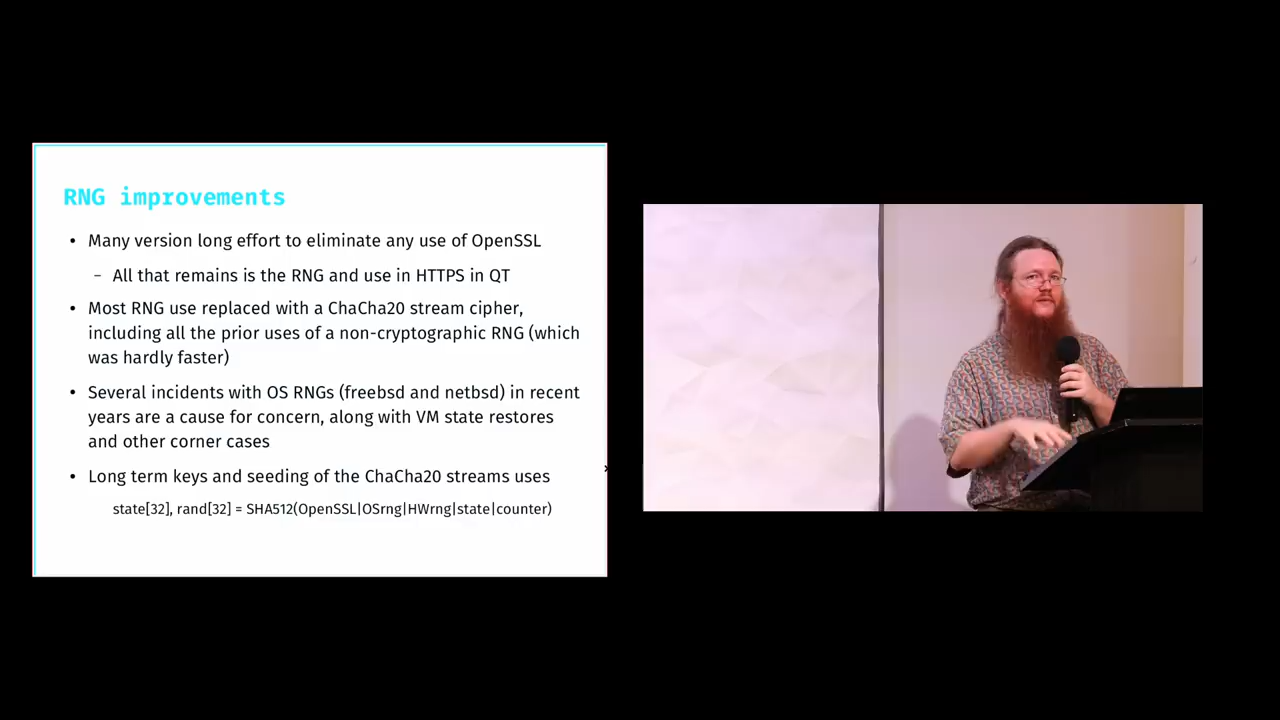 RNG improvements
• Many version long effort to eliminate any use of OpenSSL
– All that remains is the RNG and use in HTTPS in QT
• Most RNG use replaced with a ChaCha20 stream cipher,
including all the prior uses of a non-cryptographic RNG (which
was hardly faster)
• Several incidents with OS RNGs (freebsd and netbsd) in recent
years are a cause for concern, along with VM state restores
and other corner cases
• Long term keys and seeding of the ChaCha20 streams uses
state[32], rand[32] = SHA512(OpenSSL|OSrng|HWrng|state|counter)